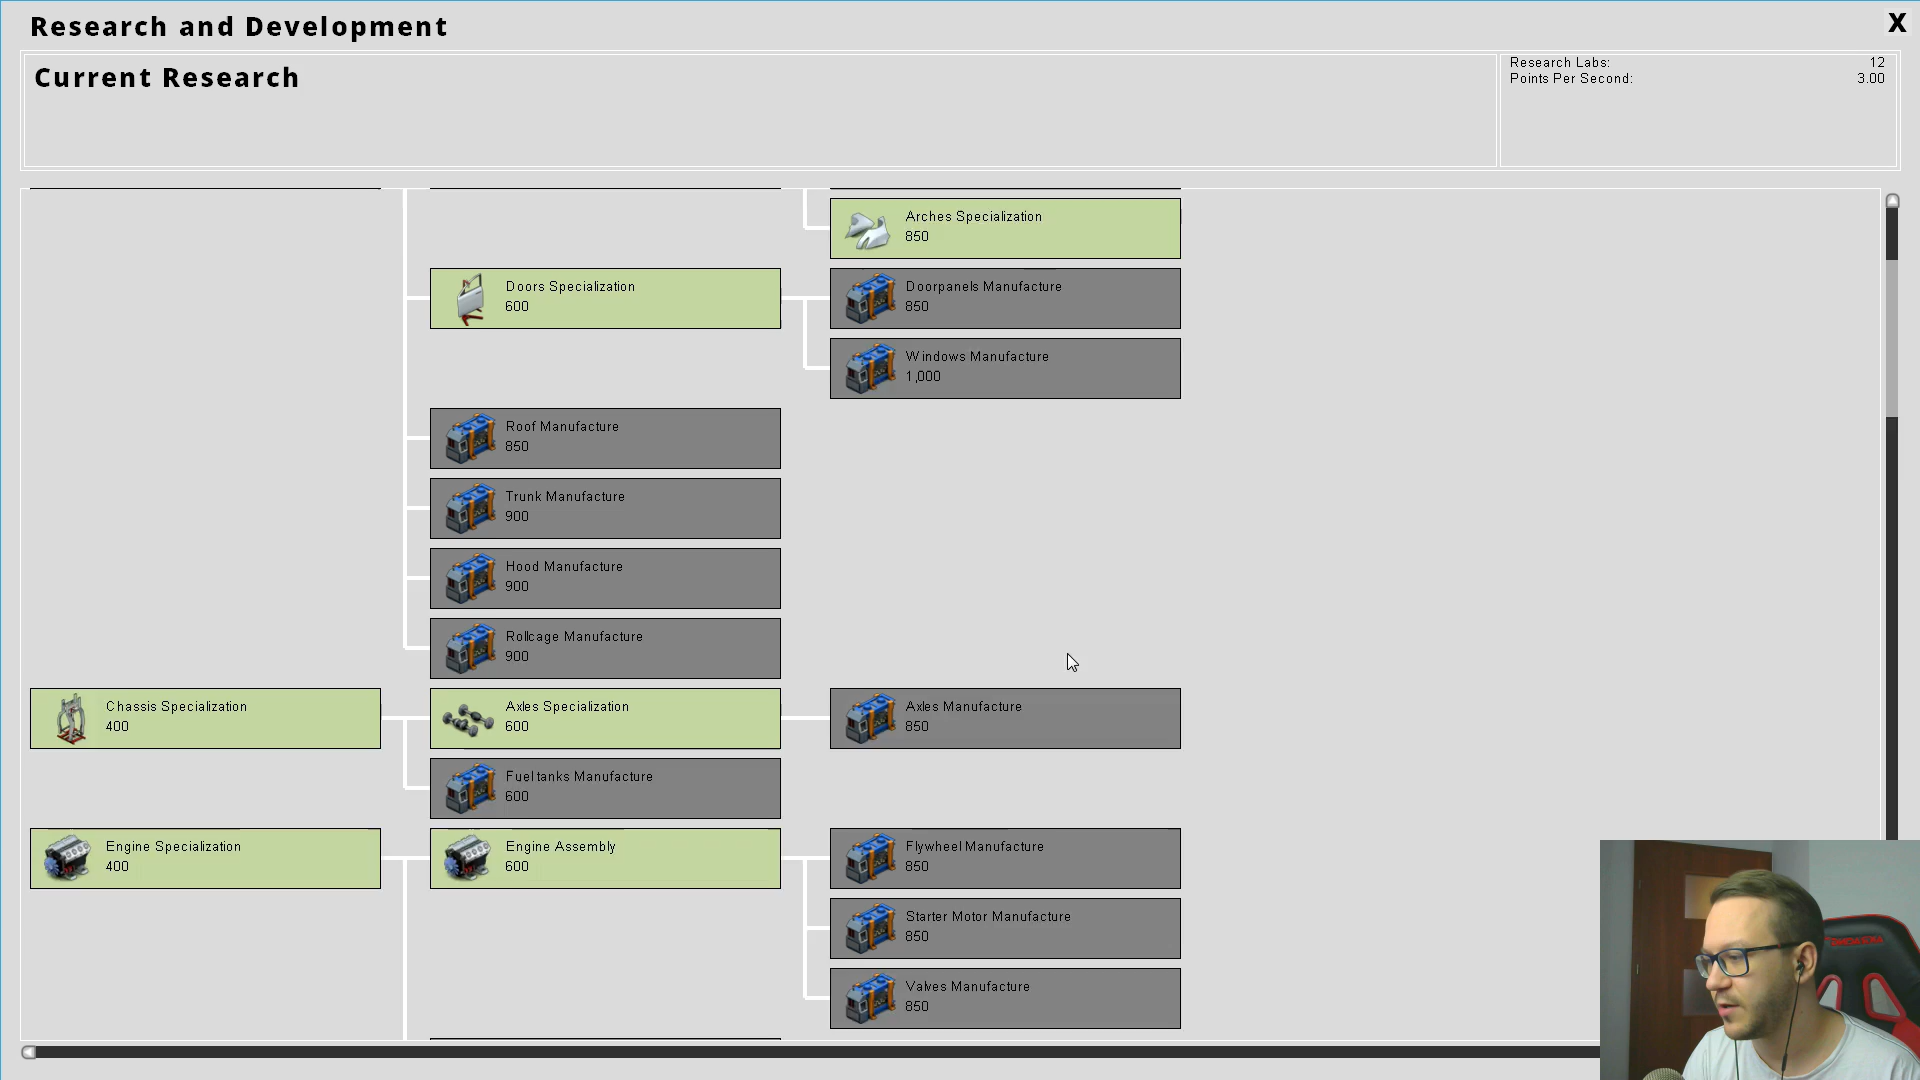 Research and Development
X
Current Research
Research Labs: 12
Points Per Second: 3.00
Arches Specialization
850
Doors Specialization
600
Doorpanels Manufacture
850
Windows Manufacture
1,000
Roof Manufacture
850
Trunk Manufacture
900
Hood Manufacture
900
Rollcage Manufacture
900
Chassis Specialization
400
Axles Specialization
600
Axles Manufacture
850
Fueltanks Manufacture
600
Engine Specialization
400
Engine Assembly
600
Flywheel Manufacture
850
Starter Motor Manufacture
850
Valves Manufacture
850